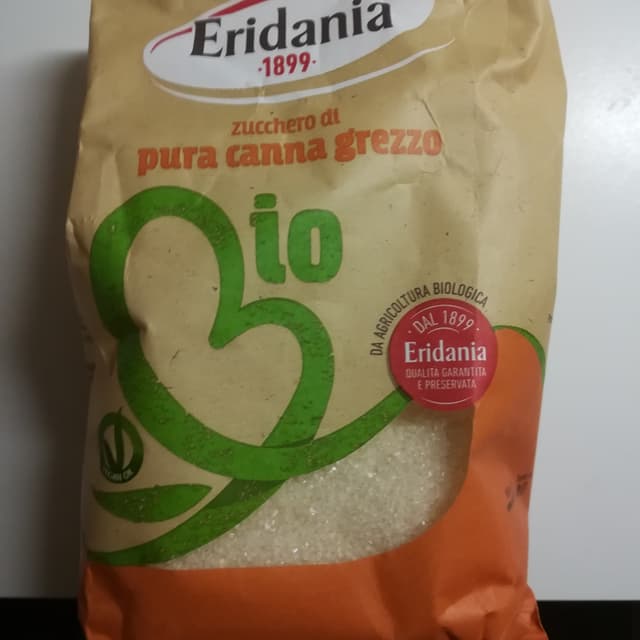 Eridania
·1899·
zucchero di
pura canna grezzo
Bio
DA AGRICOLTURA BIOLOGICA
· DAL 1899 ·
Eridania
QUALITÀ GARANTITA
E PRESERVATA